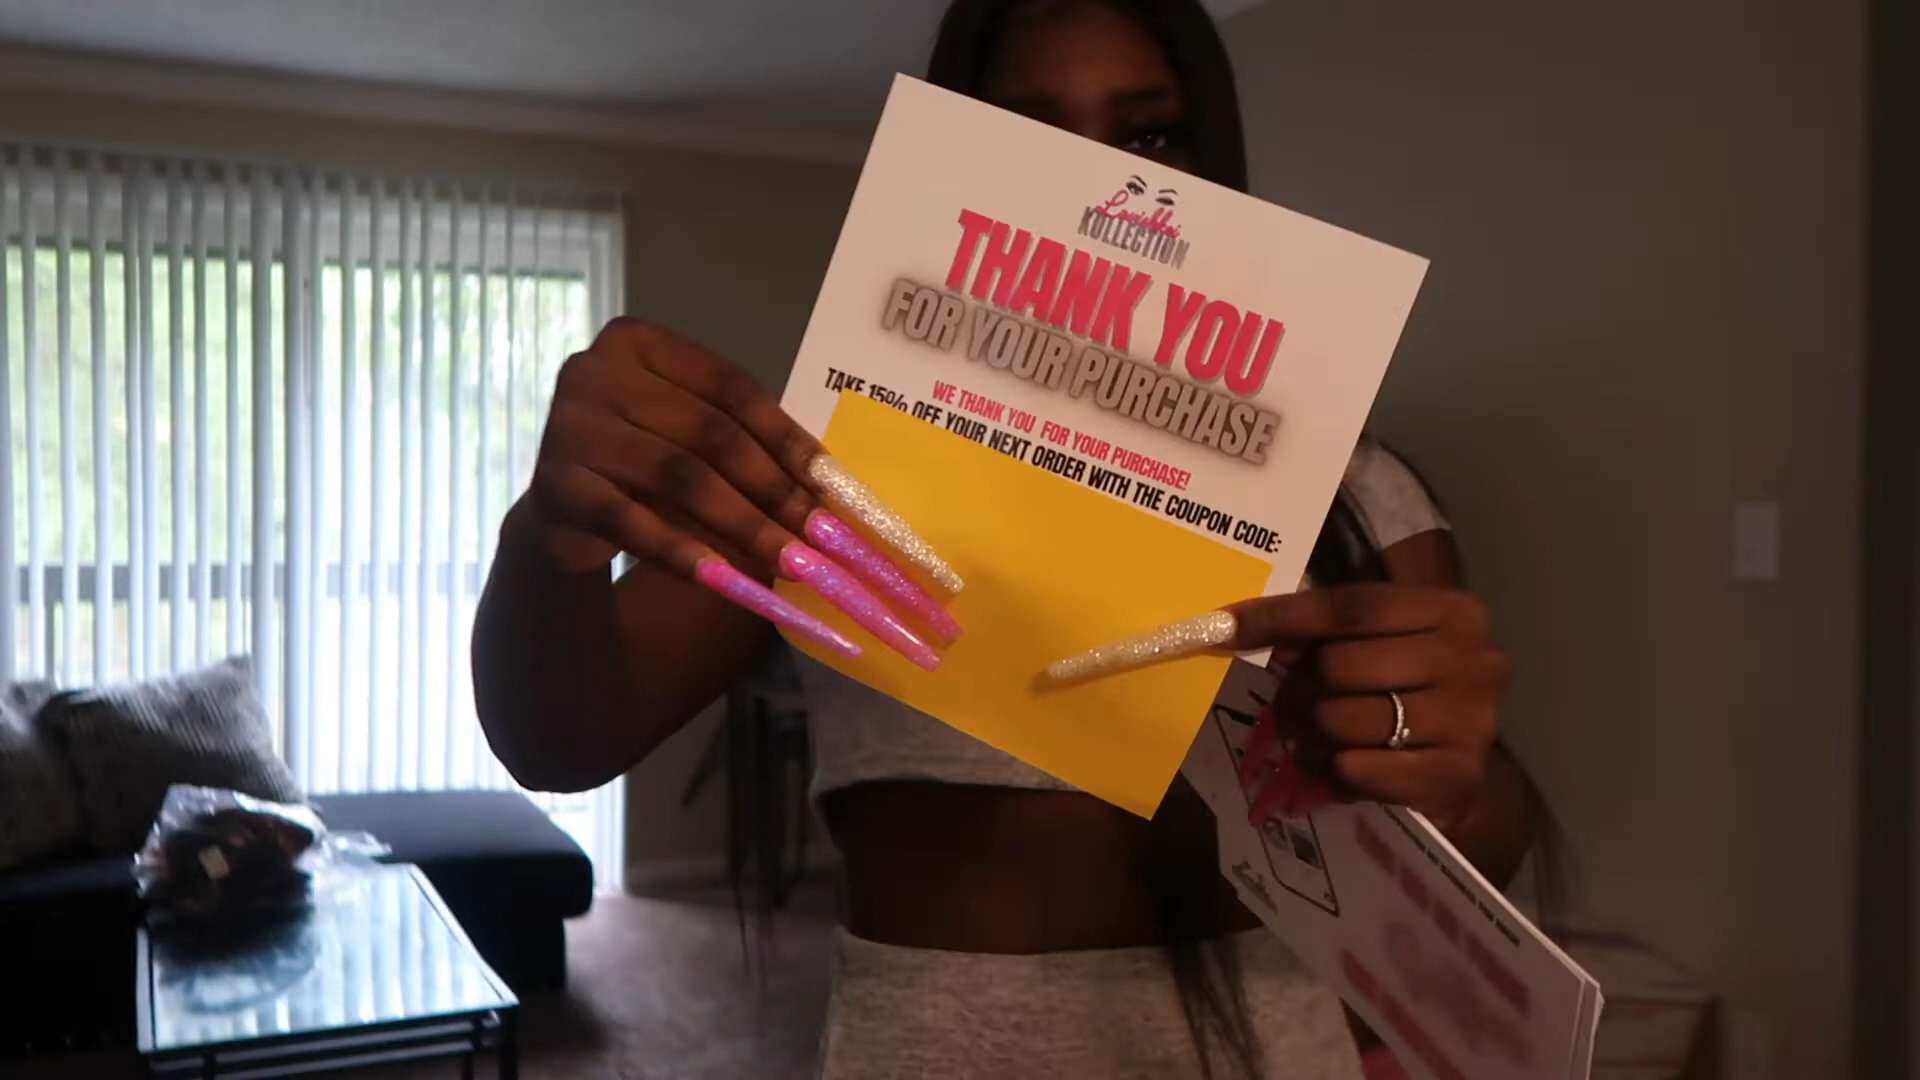 KOLLECTION
THANK YOU
FOR YOUR PURCHASE
WE THANK YOU FOR YOUR PURCHASE!
TAKE 15% OFF YOUR NEXT ORDER WITH THE COUPON CODE: